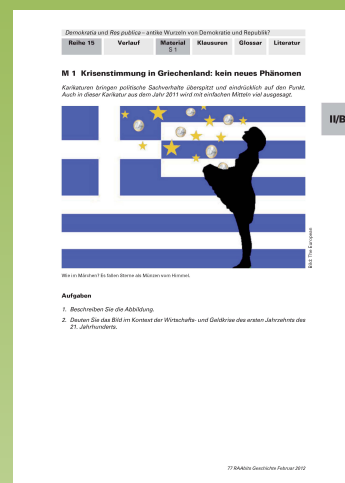 Demokratia und Res publica – antike Wurzeln von Demokratie und Republik?
Reihe 15 Verlauf Material Klausuren Glossar Literatur
S 1
M 1 Krisenstimmung in Griechenland: kein neues Phänomen
Karikaturen bringen politische Sachverhalte überspitzt und eindrücklich auf den Punkt.
Auch in dieser Karikatur aus dem Jahr 2011 wird mit einfachen Mitteln viel ausgesagt.
II/B
Bild: The European
Wie im Märchen? Es fallen Sterne als Münzen vom Himmel.
Aufgaben
1. Beschreiben Sie die Abbildung.
2. Deuten Sie das Bild im Kontext der Wirtschafts- und Geldkrise des ersten Jahrzehnts des
21. Jahrhunderts.
77 RAAbits Geschichte Februar 2012